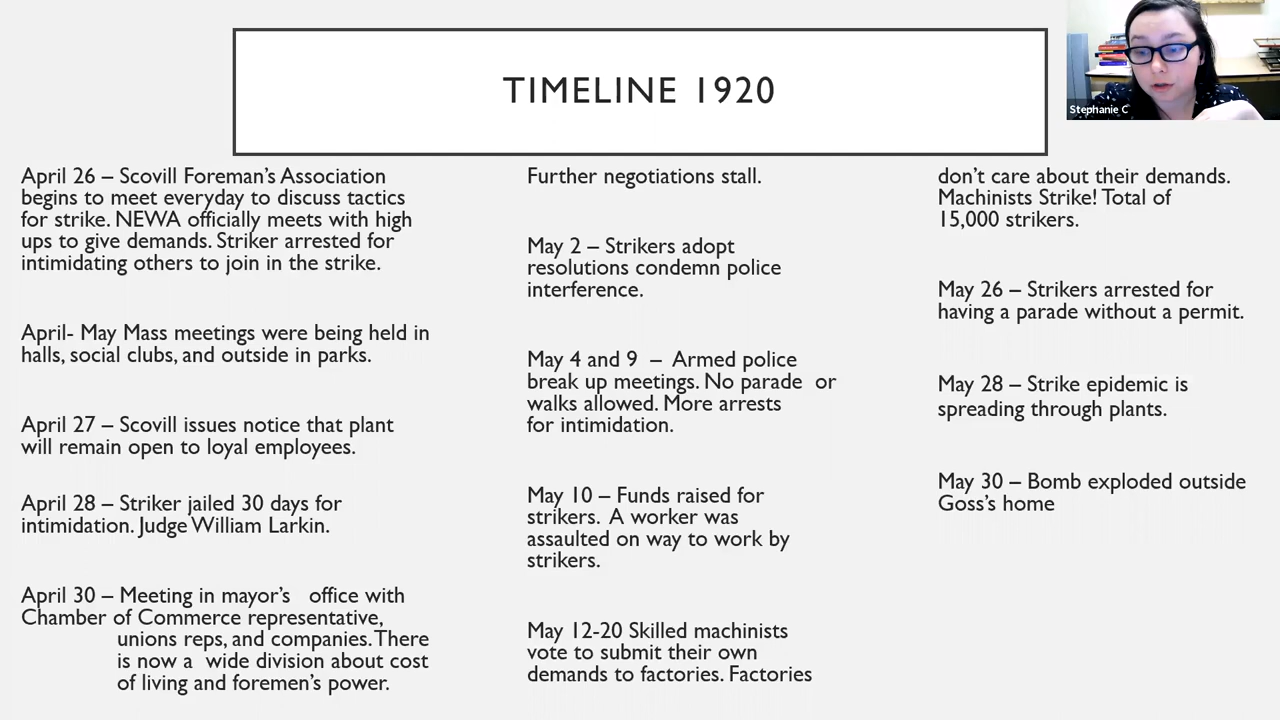 TIMELINE 1920
Stephanie C
April 26 – Scovill Foreman's Association
begins to meet everyday to discuss tactics
for strike. NEWA officially meets with high
ups to give demands. Striker arrested for
intimidating others to join in the strike.
April- May Mass meetings were being held in
halls, social clubs, and outside in parks.
April 27 – Scovill issues notice that plant
will remain open to loyal employees.
April 28 – Striker jailed 30 days for
intimidation. Judge William Larkin.
April 30 – Meeting in mayor's office with
Chamber of Commerce representative,
unions reps, and companies. There
is now a wide division about cost
of living and foremen's power.
Further negotiations stall.
May 2 – Strikers adopt
resolutions condemn police
interference.
May 4 and 9 – Armed police
break up meetings. No parade or
walks allowed. More arrests
for intimidation.
May 10 – Funds raised for
strikers. A worker was
assaulted on way to work by
strikers.
May 12-20 Skilled machinists
vote to submit their own
demands to factories. Factories
don't care about their demands.
Machinists Strike! Total of
15,000 strikers.
May 26 – Strikers arrested for
having a parade without a permit.
May 28 – Strike epidemic is
spreading through plants.
May 30 – Bomb exploded outside
Goss's home